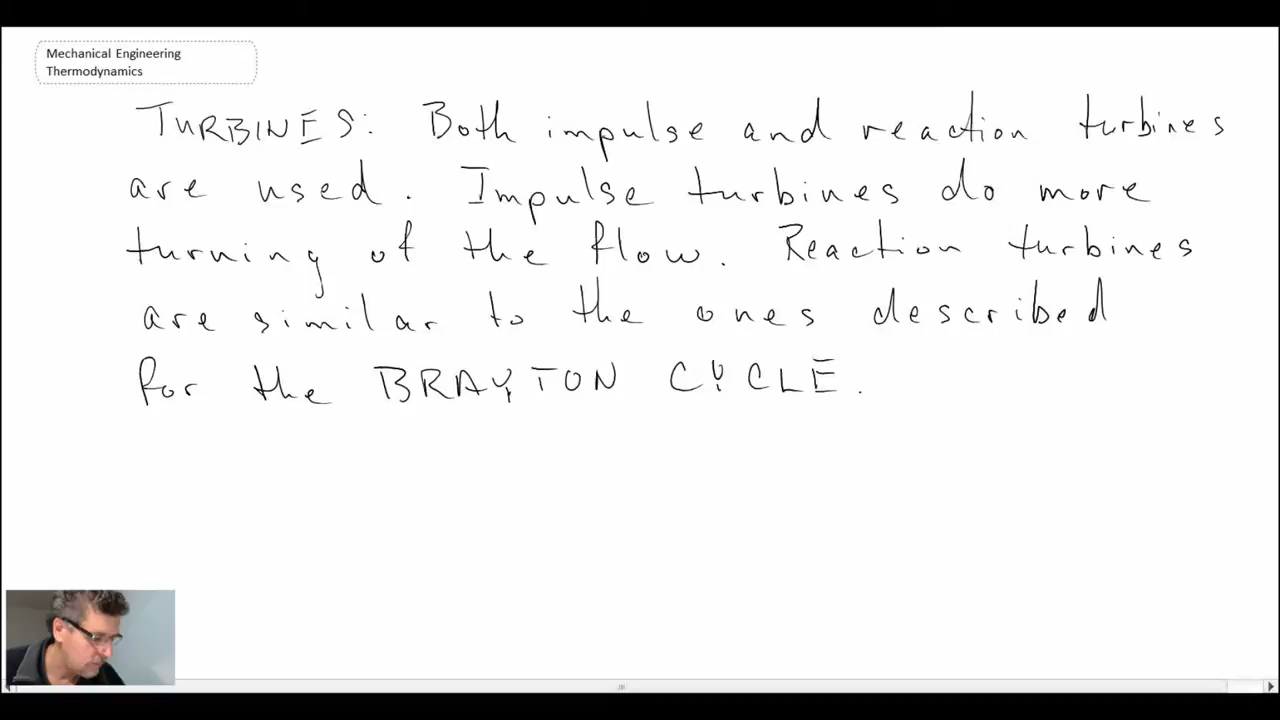 Mechanical Engineering
Thermodynamics
TURBINES: Both impulse and reaction turbines
are used. Impulse turbines do more
turning of the flow. Reaction turbines
are similar to the ones described
for the BRAYTON CYCLE.